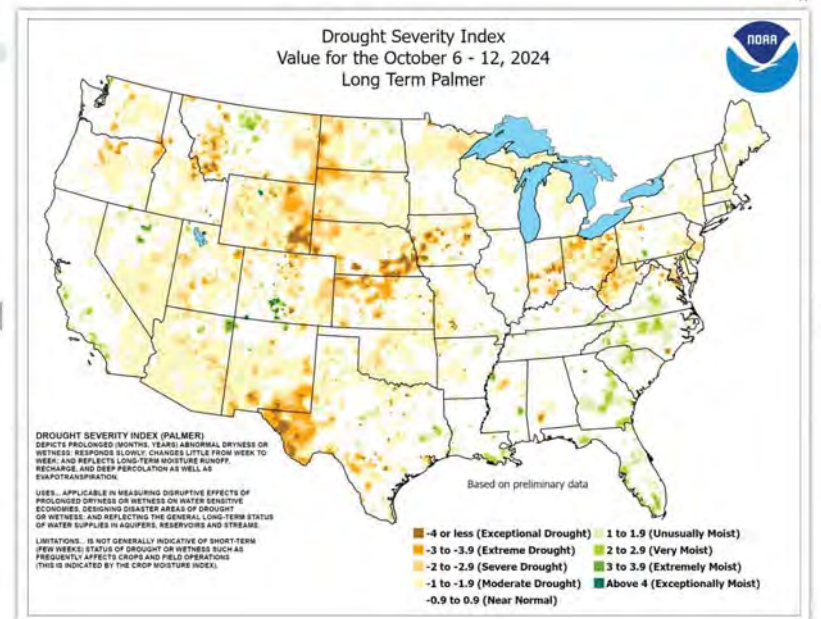 Drought Severity Index
Value for the October 6 - 12, 2024
Long Term Palmer
NOAA
DROUGHT SEVERITY INDEX (PALMER)
DEPICTS PROLONGED (MONTHS, YEARS) ABNORMAL DRYNESS OR
WETNESS; RESPONDS SLOWLY; CHANGES LITTLE FROM WEEK TO
WEEK; AND REFLECTS LONG-TERM MOISTURE RUNOFF,
RECHARGE, AND DEEP PERCOLATION AS WELL AS
EVAPOTRANSPIRATION.
USES... APPLICABLE IN MEASURING DISRUPTIVE EFFECTS OF
PROLONGED DRYNESS OR WETNESS ON WATER SENSITIVE
ECONOMIES, DESIGNING DISASTER AREAS OF DROUGHT
OR WETNESS; AND REFLECTING THE GENERAL LONG-TERM STATUS
OF WATER SUPPLIES IN AQUIFERS, RESERVOIRS AND STREAMS.
LIMITATIONS... IS NOT GENERALLY INDICATIVE OF SHORT-TERM
(FEW WEEKS) STATUS OF DROUGHT OR WETNESS SUCH AS
FREQUENTLY AFFECTS CROPS AND FIELD OPERATIONS
(THIS IS INDICATED BY THE CROP MOISTURE INDEX).
Based on preliminary data
-4 or less (Exceptional Drought)
-3 to -3.9 (Extreme Drought)
-2 to -2.9 (Severe Drought)
-1 to -1.9 (Moderate Drought)
-0.9 to 0.9 (Near Normal)
1 to 1.9 (Unusually Moist)
2 to 2.9 (Very Moist)
3 to 3.9 (Extremely Moist)
Above 4 (Exceptionally Moist)